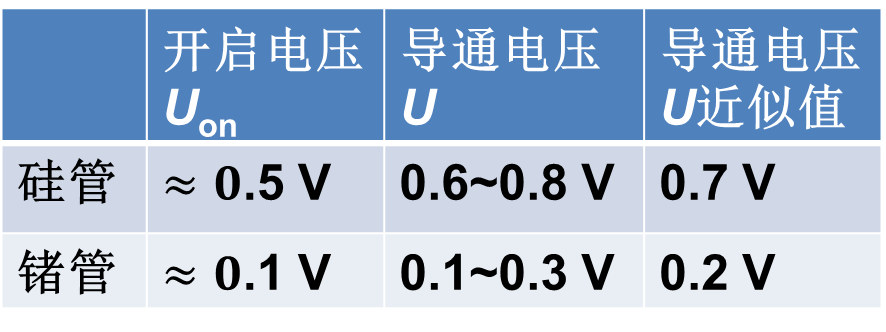 开启电压 导通电压 导通电压
Uon U U近似值
硅管 ≈ 0.5 V 0.6~0.8 V 0.7 V
锗管 ≈ 0.1 V 0.1~0.3 V 0.2 V